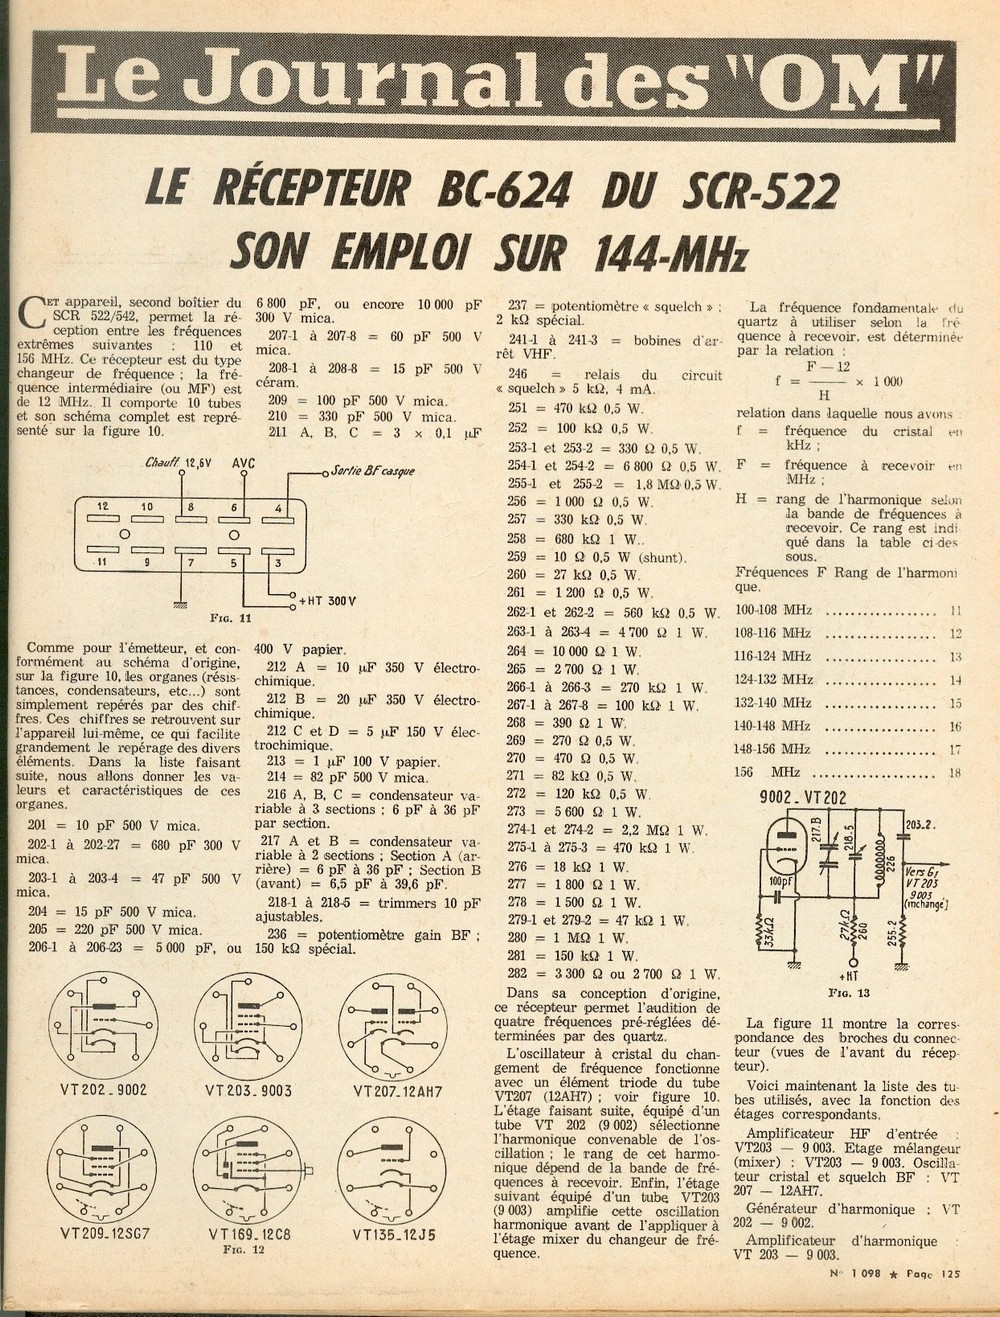 Le Journal des "OM"
LE RÉCEPTEUR BC-624 DU SCR-522
SON EMPLOI SUR 144-MHz
CET appareil, second boîtier du
SCR 522/542, permet la ré-
ception entre les fréquences
extrêmes suivantes : 110 et
156 MHz. Ce récepteur est du type
changeur de fréquence ; la fré-
quence intermédiaire (ou MF) est
de 12 MHz. Il comporte 10 tubes
et son schéma complet est repré-
senté sur la figure 10.
6 800 pF, ou encore 10 000 pF
300 V mica.
207-1 à 207-8 = 60 pF 500 V
mica.
208-1 à 208-8 = 15 pF 500 V
céram.
209 = 100 pF 500 V mica.
210 = 330 pF 500 V mica.
211 A, B, C = 3 × 0,1 µF
Chauff 12,6V
AVC
Sortie BF casque
12 10 8 6 4
11 9 7 5 3
+HT 300V
FIG. 11
Comme pour l'émetteur, et con-
formément au schéma d'origine,
sur la figure 10, les organes (résis-
tances, condensateurs, etc...) sont
simplement repérés par des chif-
fres. Ces chiffres se retrouvent sur
l'appareil lui-même, ce qui facilite
grandement le repérage des divers
éléments. Dans la liste faisant
suite, nous allons donner les va-
leurs et caractéristiques de ces
organes.
201 = 10 pF 500 V mica.
202-1 à 202-27 = 680 pF 300 V
mica.
203-1 à 203-4 = 47 pF 500 V
mica.
204 = 15 pF 500 V mica.
205 = 220 pF 500 V mica.
206-1 à 206-23 = 5 000 pF, ou
400 V papier.
212 A = 10 µF 350 V électro-
chimique.
212 B = 20 µF 350 V électro-
chimique.
212 C et D = 5 µF 150 V élec-
trochimique.
213 = 1 µF 100 V papier.
214 = 82 pF 500 V mica.
216 A, B, C = condensateur va-
riable à 3 sections ; 6 pF à 36 pF
par section.
217 A et B = condensateur va-
riable à 2 sections ; Section A (ar-
rière) = 6 pF à 36 pF ; Section B
(avant) = 6,5 pF à 39,6 pF.
218-1 à 218-5 = trimmers 10 pF
ajustables.
236 = potentiomètre gain BF ;
150 kΩ spécial.
VT202_9002
VT203_9003
VT207_12AH7
VT209_12SG7
VT169_12C8
VT135_12J5
FIG. 12
237 = potentiomètre « squelch » ;
2 kΩ spécial.
241-1 à 241-3 = bobines d'ar-
rêt VHF.
246 = relais du circuit
« squelch » 5 kΩ, 4 mA.
251 = 470 kΩ 0,5 W.
252 = 100 kΩ 0,5 W.
253-1 et 253-2 = 330 Ω 0,5 W.
254-1 et 254-2 = 6 800 Ω 0,5 W.
255-1 et 255-2 = 1,8 MΩ 0,5 W.
256 = 1 000 Ω 0,5 W.
257 = 330 kΩ 0,5 W.
258 = 680 kΩ 1 W..
259 = 10 Ω 0,5 W (shunt).
260 = 27 kΩ 0,5 W.
261 = 1 200 Ω 0,5 W.
262-1 et 262-2 = 560 kΩ 0,5 W.
263-1 à 263-4 = 4 700 Ω 1 W.
264 = 10 000 Ω 1 W.
265 = 2 700 Ω 1 W.
266-1 à 266-3 = 270 kΩ 1 W.
267-1 à 267-8 = 100 kΩ 1 W.
268 = 390 Ω 1 W.
269 = 270 Ω 0,5 W.
270 = 470 Ω 0,5 W.
271 = 82 kΩ 0,5 W.
272 = 120 kΩ 0,5 W.
273 = 5 600 Ω 1 W.
274-1 et 274-2 = 2,2 MΩ 1 W.
275-1 à 275-3 = 470 kΩ 1 W.
276 = 18 kΩ 1 W.
277 = 1 800 Ω 1 W.
278 = 1 500 Ω 1 W.
279-1 et 279-2 = 47 kΩ 1 W.
280 = 1 MΩ 1 W.
281 = 150 kΩ 1 W.
282 = 3 300 Ω ou 2 700 Ω 1 W.
Dans sa conception d'origine,
ce récepteur permet l'audition de
quatre fréquences pré-réglées dé-
terminées par des quartz.
L'oscillateur à cristal du chan-
gement de fréquence fonctionne
avec un élément triode du tube
VT207 (12AH7) ; voir figure 10.
L'étage faisant suite, équipé d'un
tube VT 202 (9 002) sélectionne
l'harmonique convenable de l'os-
cillation ; le rang de cet harmo-
nique dépend de la bande de fré-
quences à recevoir. Enfin, l'étage
suivant équipé d'un tube VT203
(9 003) amplifie cette oscillation
harmonique avant de l'appliquer à
l'étage mixer du changeur de fré-
quence.
La fréquence fondamentale du
quartz à utiliser selon la fré-
quence à recevoir, est déterminée
par la relation :
F — 12
f = ——— × 1 000
H
relation dans laquelle nous avons
f = fréquence du cristal en
kHz ;
F = fréquence à recevoir en
MHz ;
H = rang de l'harmonique selon
la bande de fréquences à
recevoir. Ce rang est indi-
qué dans la table ci-des
sous.
Fréquences F Rang de l'harmoni
que.
100-108 MHz ................. 11
108-116 MHz ................. 12
116-124 MHz ................. 13
124-132 MHz ................. 14
132-140 MHz ................. 15
140-148 MHz ................. 16
148-156 MHz ................. 17
156 MHz ................. 18
9002_VT202
217.B
218.5
226
203.2.
100pF
Vers G1
VT203
9003
(inchangé)
33kΩ
27kΩ
260
255.2
+HT
FIG. 13
La figure 11 montre la corres-
pondance des broches du connec-
teur (vues de l'avant du récep-
teur).
Voici maintenant la liste des tu-
bes utilisés, avec la fonction des
étages correspondants.
Amplificateur HF d'entrée :
VT203 — 9 003. Etage mélangeur
(mixer) : VT203 — 9 003. Oscilla-
teur cristal et squelch BF : VT
207 — 12AH7.
Générateur d'harmonique : VT
202 — 9 002.
Amplificateur d'harmonique :
VT 203 — 9 003.
N° 1 098 ★ Page 125